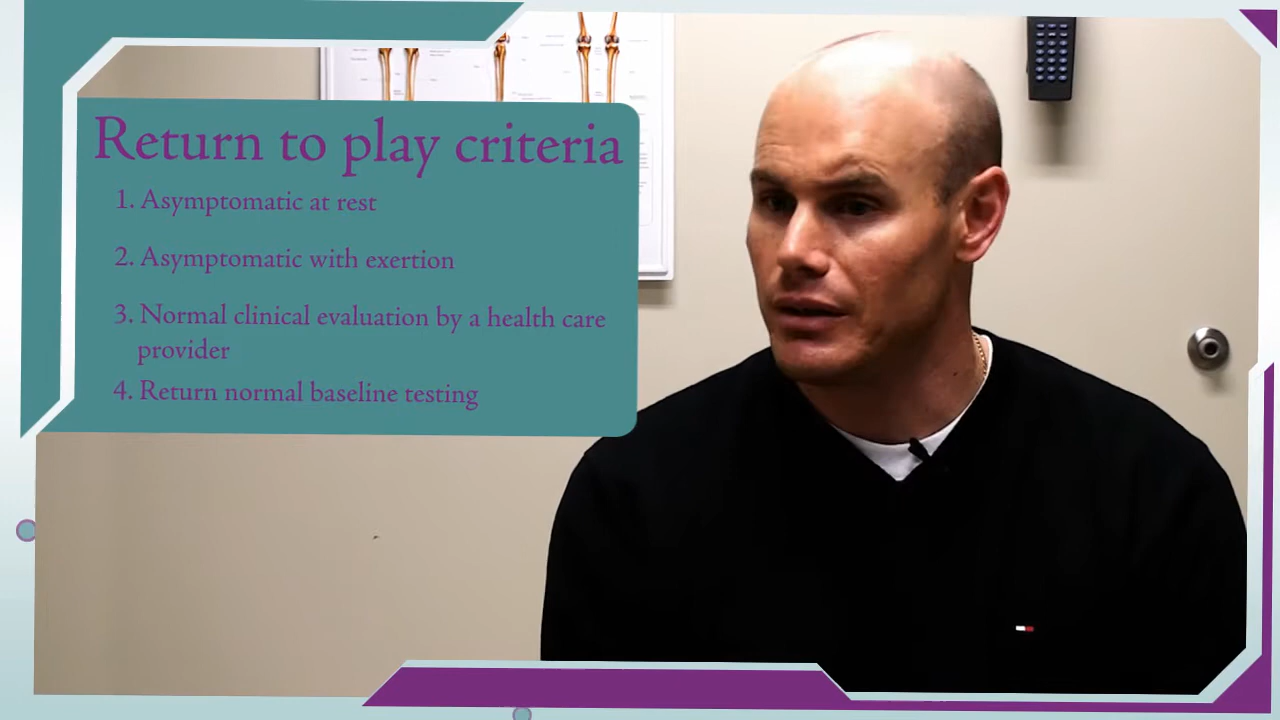 Return to play criteria
1. Asymptomatic at rest
2. Asymptomatic with exertion
3. Normal clinical evaluation by a health care
provider
4. Return normal baseline testing